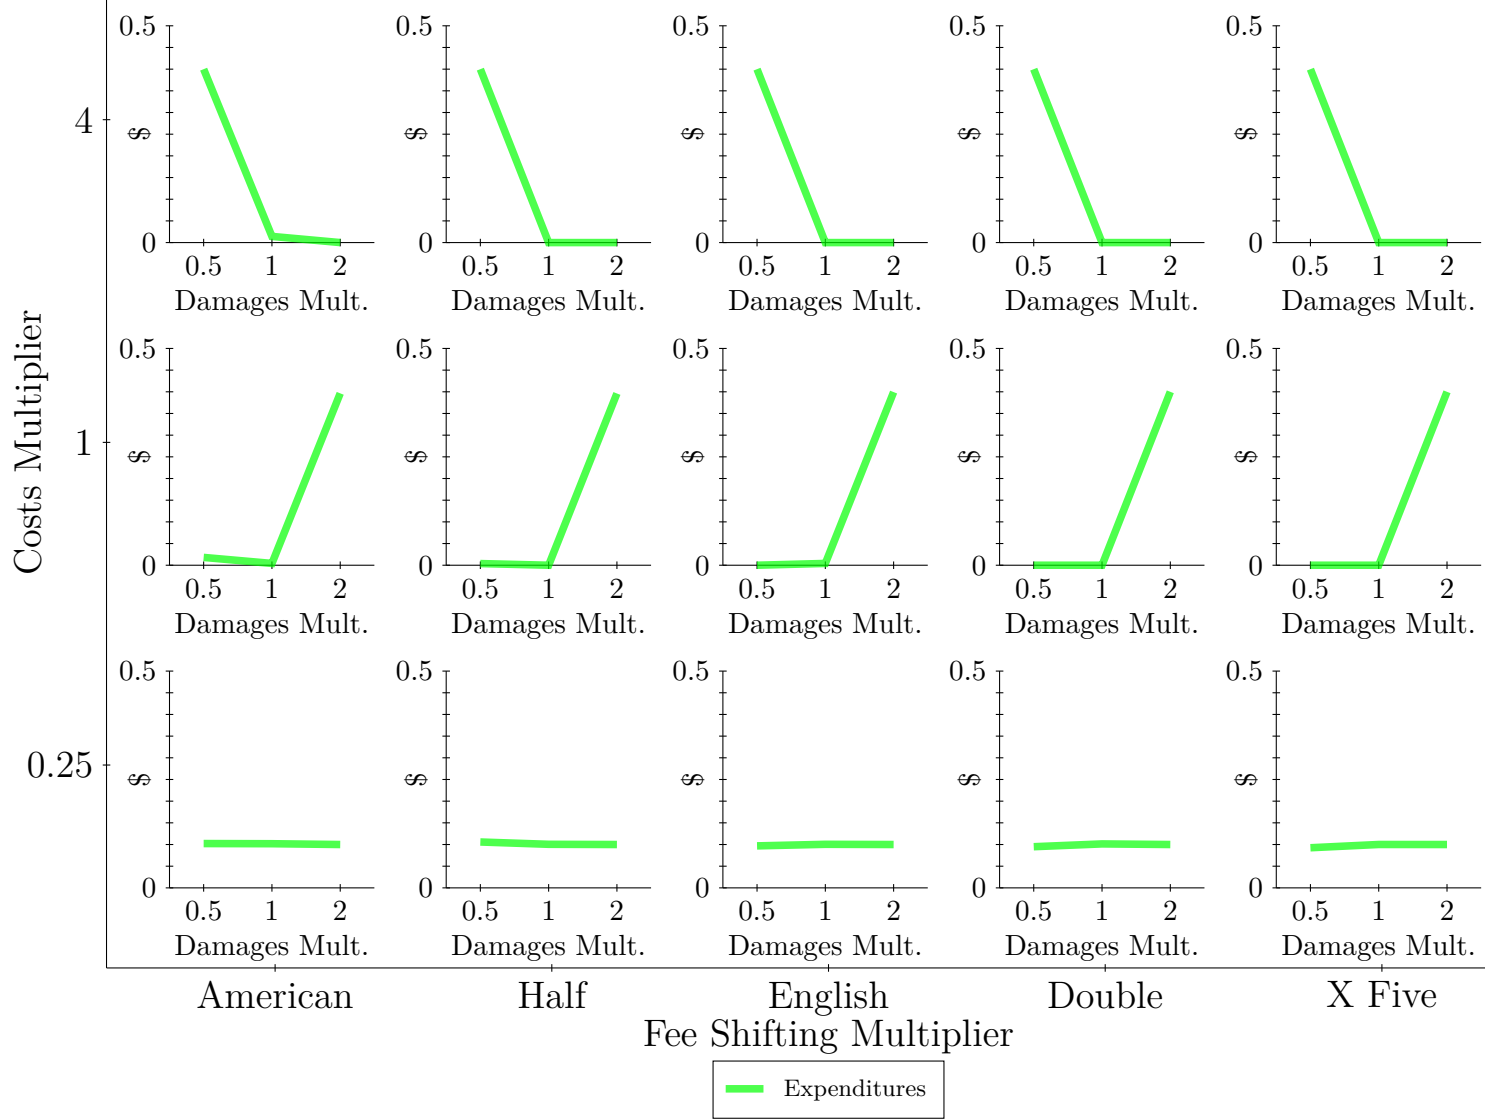 0.5 0.5 0.5 0.5 0.5
4 $ $ $ $ $
0 0 0 0 0
0.5 1 2 0.5 1 2 0.5 1 2 0.5 1 2 0.5 1 2
Damages Mult. Damages Mult. Damages Mult. Damages Mult. Damages Mult.
Costs Multiplier
0.5 0.5 0.5 0.5 0.5
1 $ $ $ $ $
0 0 0 0 0
0.5 1 2 0.5 1 2 0.5 1 2 0.5 1 2 0.5 1 2
Damages Mult. Damages Mult. Damages Mult. Damages Mult. Damages Mult.
0.5 0.5 0.5 0.5 0.5
0.25 $ $ $ $ $
0 0 0 0 0
0.5 1 2 0.5 1 2 0.5 1 2 0.5 1 2 0.5 1 2
Damages Mult. Damages Mult. Damages Mult. Damages Mult. Damages Mult.
American Half English Double X Five
Fee Shifting Multiplier
Expenditures